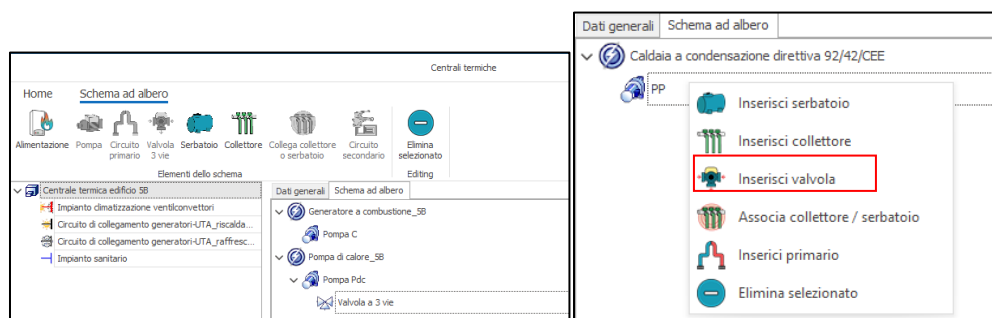 Centrali termiche
Home Schema ad albero
Alimentazione Pompa Circuito primario Valvola 3 vie Serbatoio Collettore Collega collettore o serbatoio Circuito secondario Elimina selezionato
Elementi dello schema Editing
Centrale termica edificio 5B
Impianto climatizzazione ventilconvettori
Circuito di collegamento generatori-UTA_riscalda...
Circuito di collegamento generatori-UTA_raffresc...
Impianto sanitario
Dati generali Schema ad albero
Generatore a combustione_5B
Pompa C
Pompa di calore_5B
Pompa Pdc
Valvola a 3 vie
Dati generali Schema ad albero
Caldaia a condensazione direttiva 92/42/CEE
PP
Inserisci serbatoio
Inserisci collettore
Inserisci valvola
Associa collettore / serbatoio
Inserici primario
Elimina selezionato